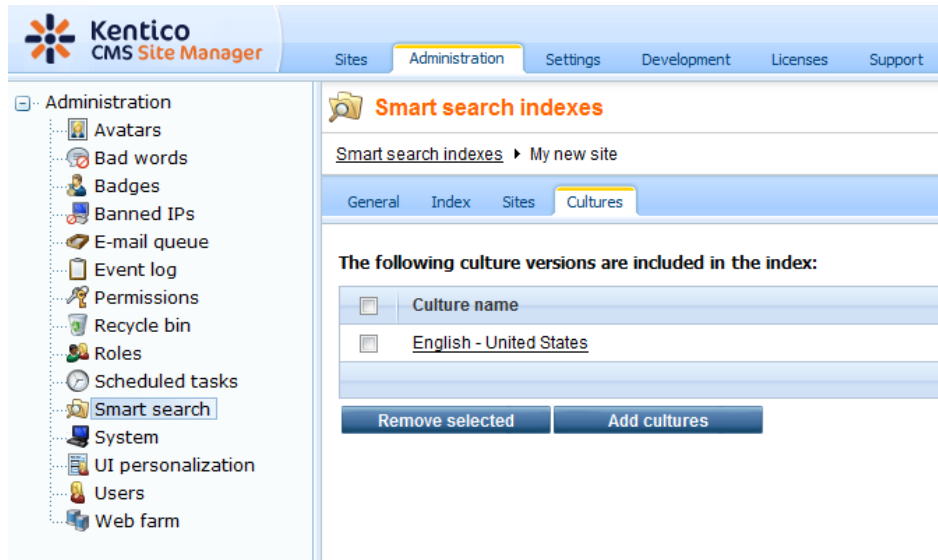 Kentico
CMS Site Manager
Sites Administration Settings Development Licenses Support
Administration
Avatars
Bad words
Badges
Banned IPs
E-mail queue
Event log
Permissions
Recycle bin
Roles
Scheduled tasks
Smart search
System
UI personalization
Users
Web farm
Smart search indexes
Smart search indexes My new site
General Index Sites Cultures
The following culture versions are included in the index:
Culture name
English - United States
Remove selected Add cultures